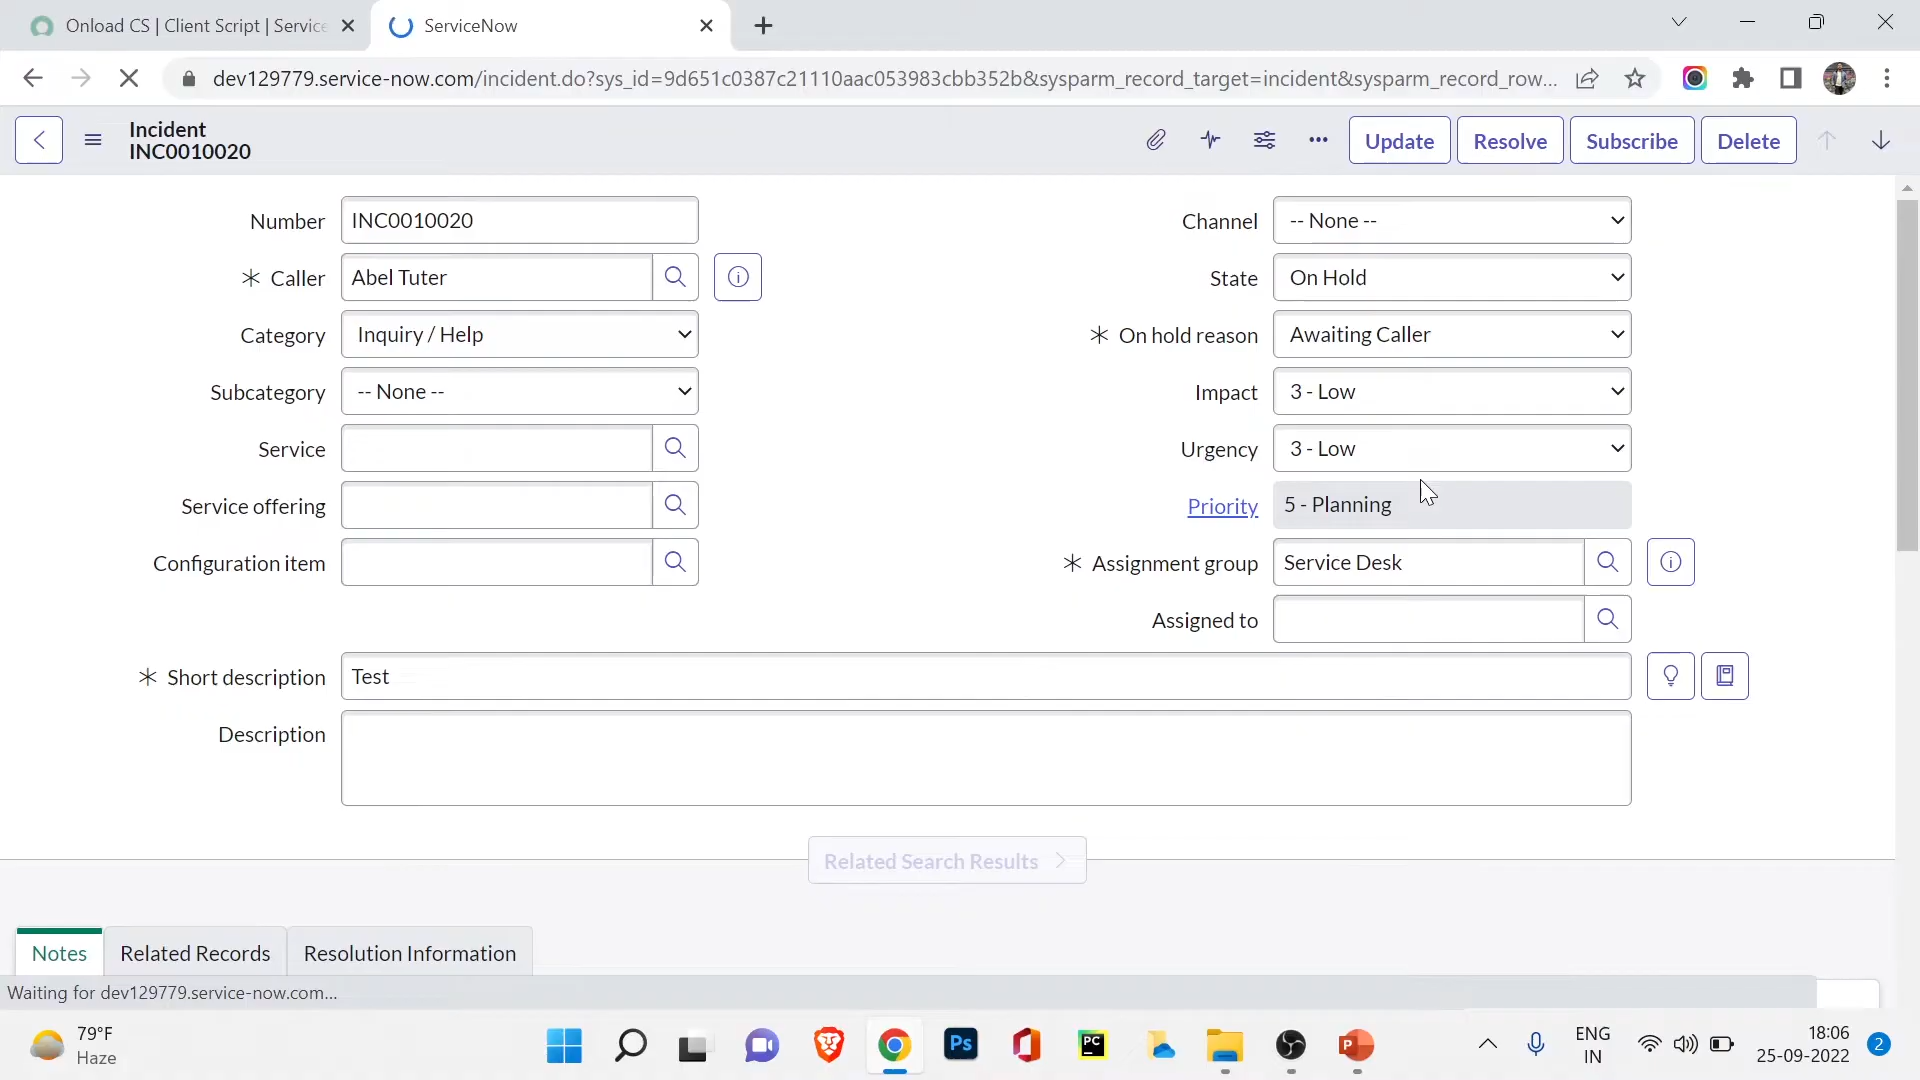 Onload CS | Client Script | Service
ServiceNow
dev129779.service-now.com/incident.do?sys_id=9d651c0387c21110aac053983cbb352b&sysparm_record_target=incident&sysparm_record_row...
Incident
INC0010020
Update
Resolve
Subscribe
Delete
Number
INC0010020
Channel
-- None --
Caller
Abel Tuter
State
On Hold
Category
Inquiry / Help
On hold reason
Awaiting Caller
Subcategory
-- None --
Impact
3 - Low
Service
Urgency
3 - Low
Service offering
Priority
5 - Planning
Configuration item
Assignment group
Service Desk
Assigned to
Short description
Test
Description
Related Search Results
Notes
Related Records
Resolution Information
Waiting for dev129779.service-now.com...
79°F
Haze
Ps
PC
P
ENG
IN
18:06
25-09-2022
2